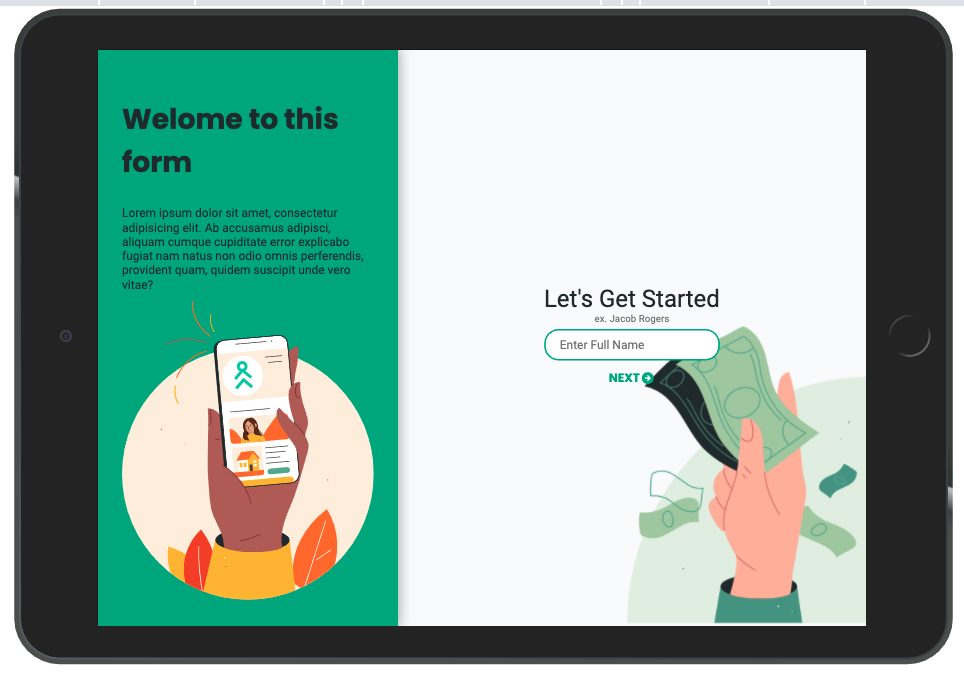 Welome to this
form
Lorem ipsum dolor sit amet, consectetur
adipisicing elit. Ab accusamus adipisci,
aliquam cumque cupiditate error explicabo
fugiat nam natus non odio omnis perferendis,
provident quam, quidem suscipit unde vero
vitae?
Let's Get Started
ex. Jacob Rogers
Enter Full Name
NEXT